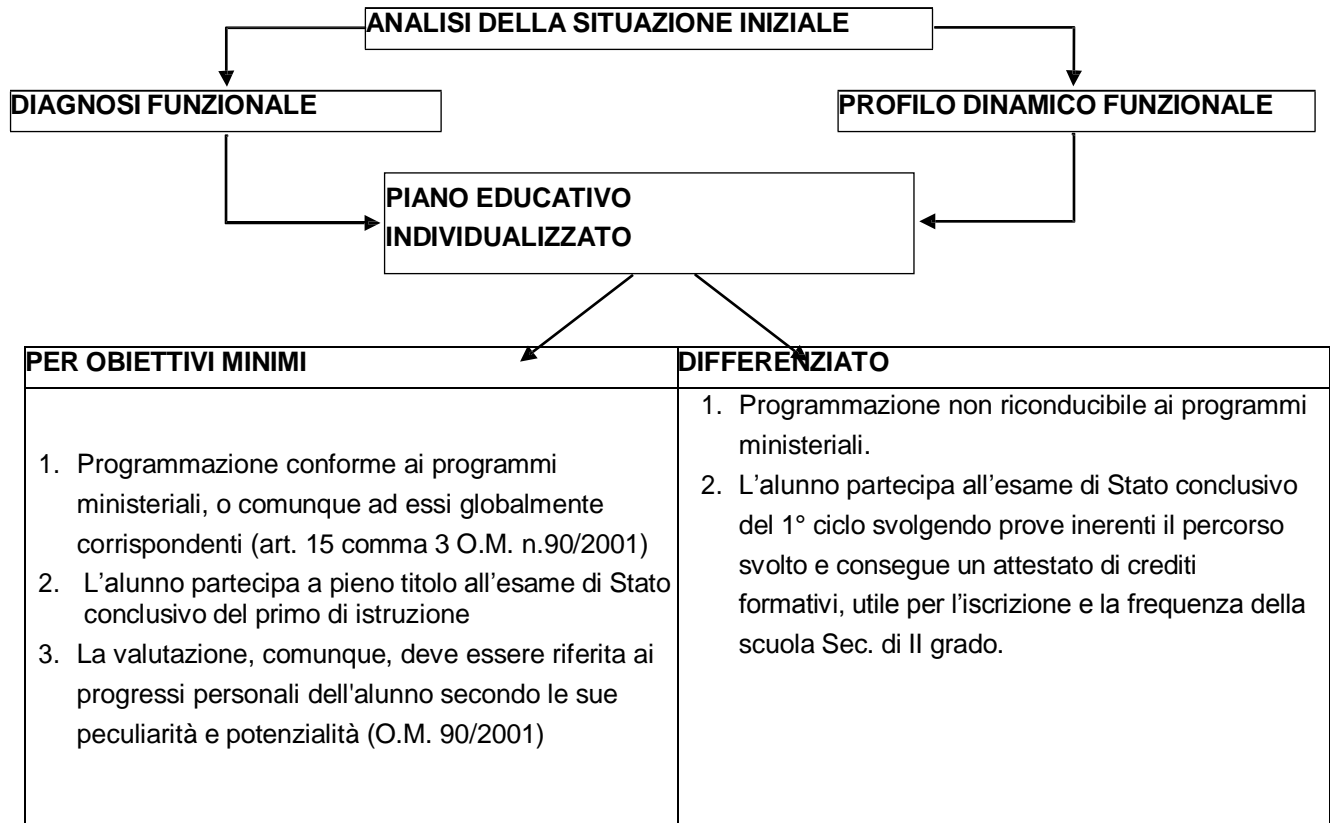 ANALISI DELLA SITUAZIONE INIZIALE
DIAGNOSI FUNZIONALE
PROFILO DINAMICO FUNZIONALE
PIANO EDUCATIVO
INDIVIDUALIZZATO
PER OBIETTIVI MINIMI
1. Programmazione conforme ai programmi
ministeriali, o comunque ad essi globalmente
corrispondenti (art. 15 comma 3 O.M. n.90/2001)
2. L’alunno partecipa a pieno titolo all’esame di Stato
conclusivo del primo di istruzione
3. La valutazione, comunque, deve essere riferita ai
progressi personali dell'alunno secondo le sue
peculiarità e potenzialità (O.M. 90/2001)
DIFFERENZIATO
1. Programmazione non riconducibile ai programmi
ministeriali.
2. L’alunno partecipa all’esame di Stato conclusivo
del 1° ciclo svolgendo prove inerenti il percorso
svolto e consegue un attestato di crediti
formativi, utile per l’iscrizione e la frequenza della
scuola Sec. di II grado.